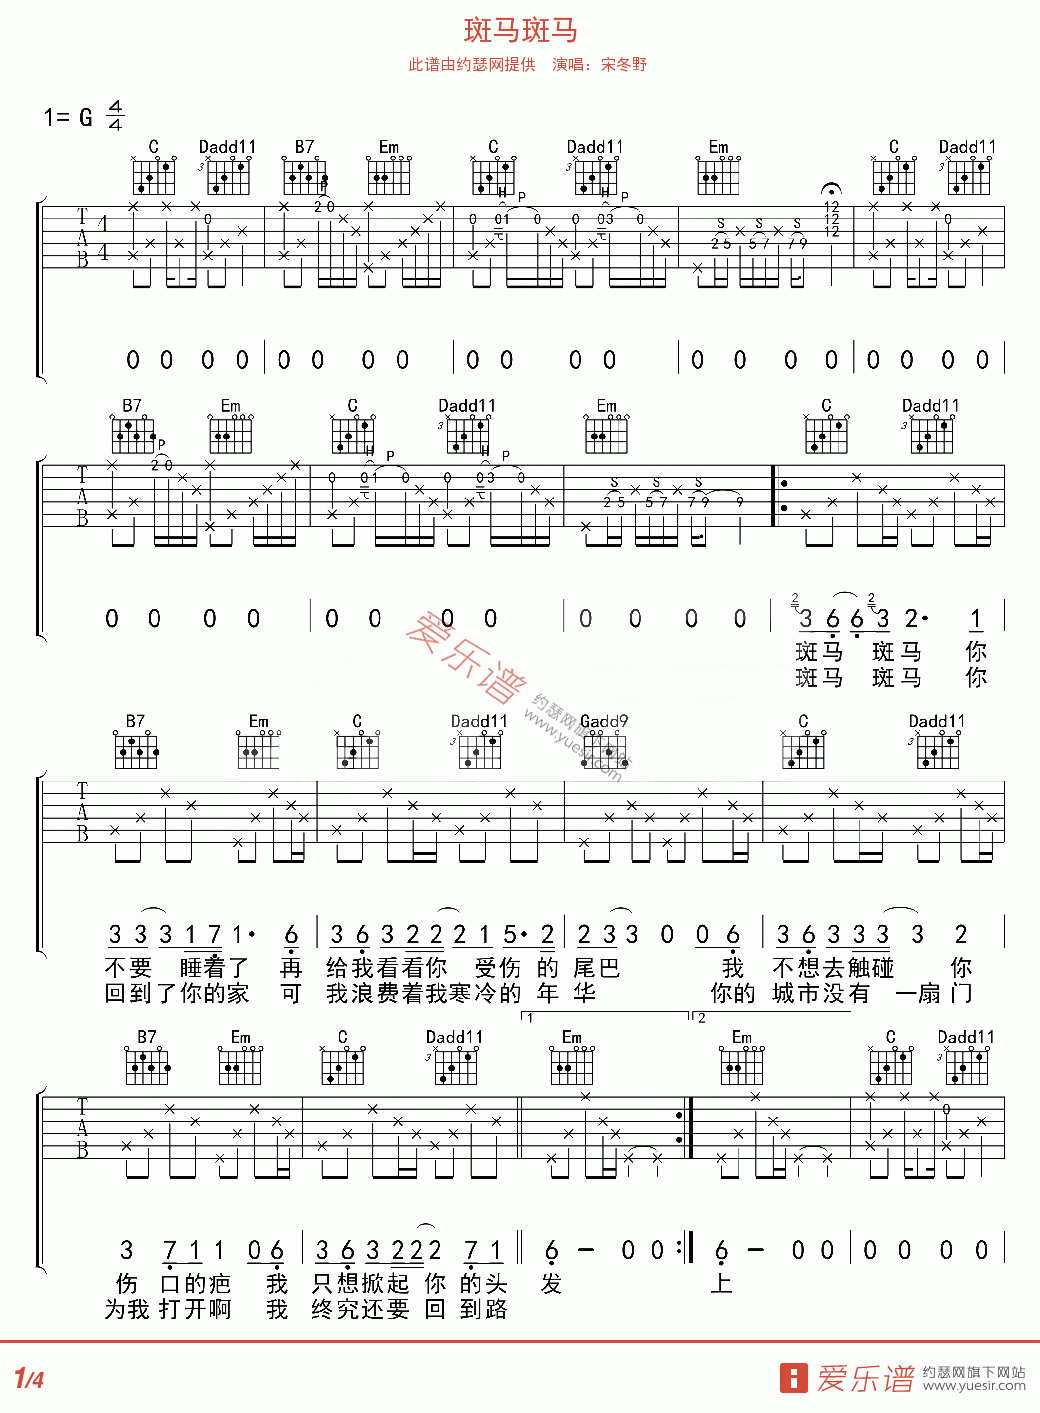 斑马斑马
此谱由约瑟网提供 演唱：宋冬野
1= G 4/4
C Dadd11 B7 Em C Dadd11 Em C Dadd11
0 0 0 0 0 0 0 0 0 0 0 0 0 0 0 0 0 0 0 0
B7 Em C Dadd11 Em C Dadd11
0 0 0 0 0 0 0 0 0 0 0 0 3 6 6 3 2· 1
斑马 斑马 你
斑马 斑马 你
爱乐谱
约瑟网旗下网站
www.yuesir.com
B7 Em C Dadd11 Gadd9 C Dadd11
3 3 3 1 7 1· 6 3 6 3 2 2 2 1 5· 2 2 3 3 0 0 6 3 6 3 3 3 3 2
不要 睡着了 再 给我看看你 受伤 的 尾巴 我 不想去触碰 你
回到了你的家 可 我浪费着我寒冷的 年 华 你的 城市没有 一扇门
1 2
B7 Em C Dadd11 Em Em C Dadd11
3 7 1 1 0 6 3 6 3 2 2 2 7 1 6 — 0 0 6 — 0 0 0 0 0 0
伤 口的疤 我 只想掀起 你 的头 发 上
为我 打开啊 我 终究还要 回 到路
1/4
爱乐谱
约瑟网旗下网站
www.yuesir.com